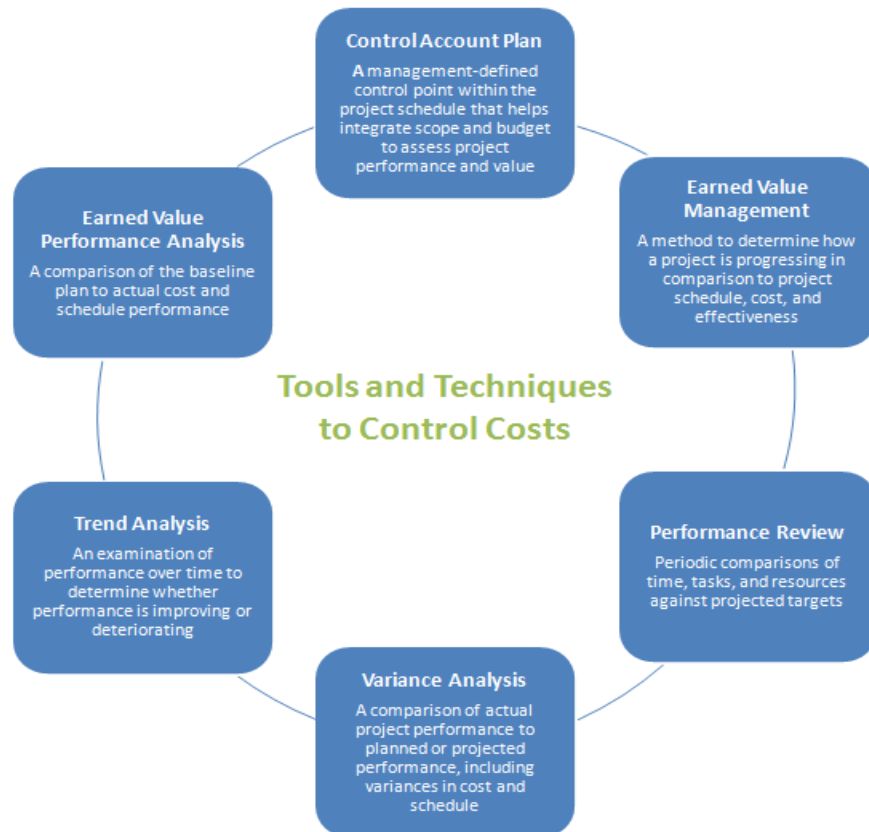 Control Account Plan
A management-defined
control point within the
project schedule that helps
integrate scope and budget
to assess project
performance and value
Earned Value
Management
A method to determine how
a project is progressing in
comparison to project
schedule, cost, and
effectiveness
Performance Review
Periodic comparisons of
time, tasks, and resources
against projected targets
Variance Analysis
A comparison of actual
project performance to
planned or projected
performance, including
variances in cost and
schedule
Trend Analysis
An examination of
performance over time to
determine whether
performance is improving or
deteriorating
Earned Value
Performance Analysis
A comparison of the baseline
plan to actual cost and
schedule performance
Tools and Techniques
to Control Costs